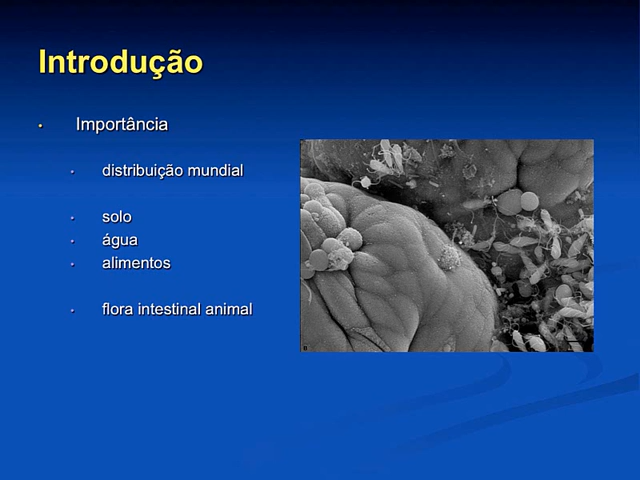 Introdução
• Importância
• distribuição mundial
• solo
• água
• alimentos
• flora intestinal animal